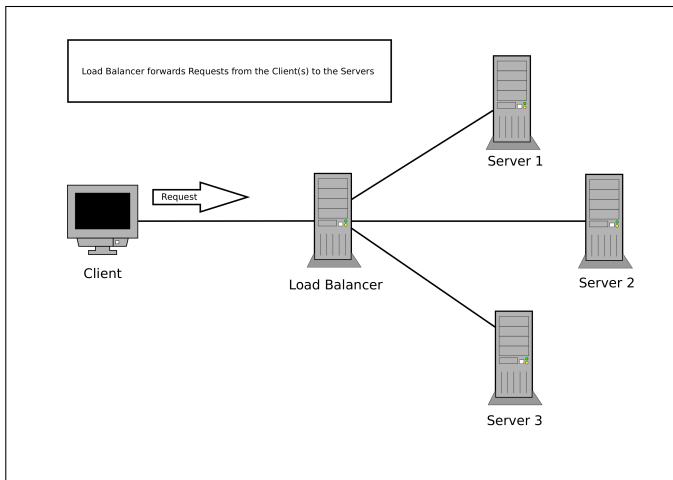 Load Balancer forwards Requests from the Client(s) to the Servers
Server 1
Request
Client
Load Balancer
Server 2
Server 3